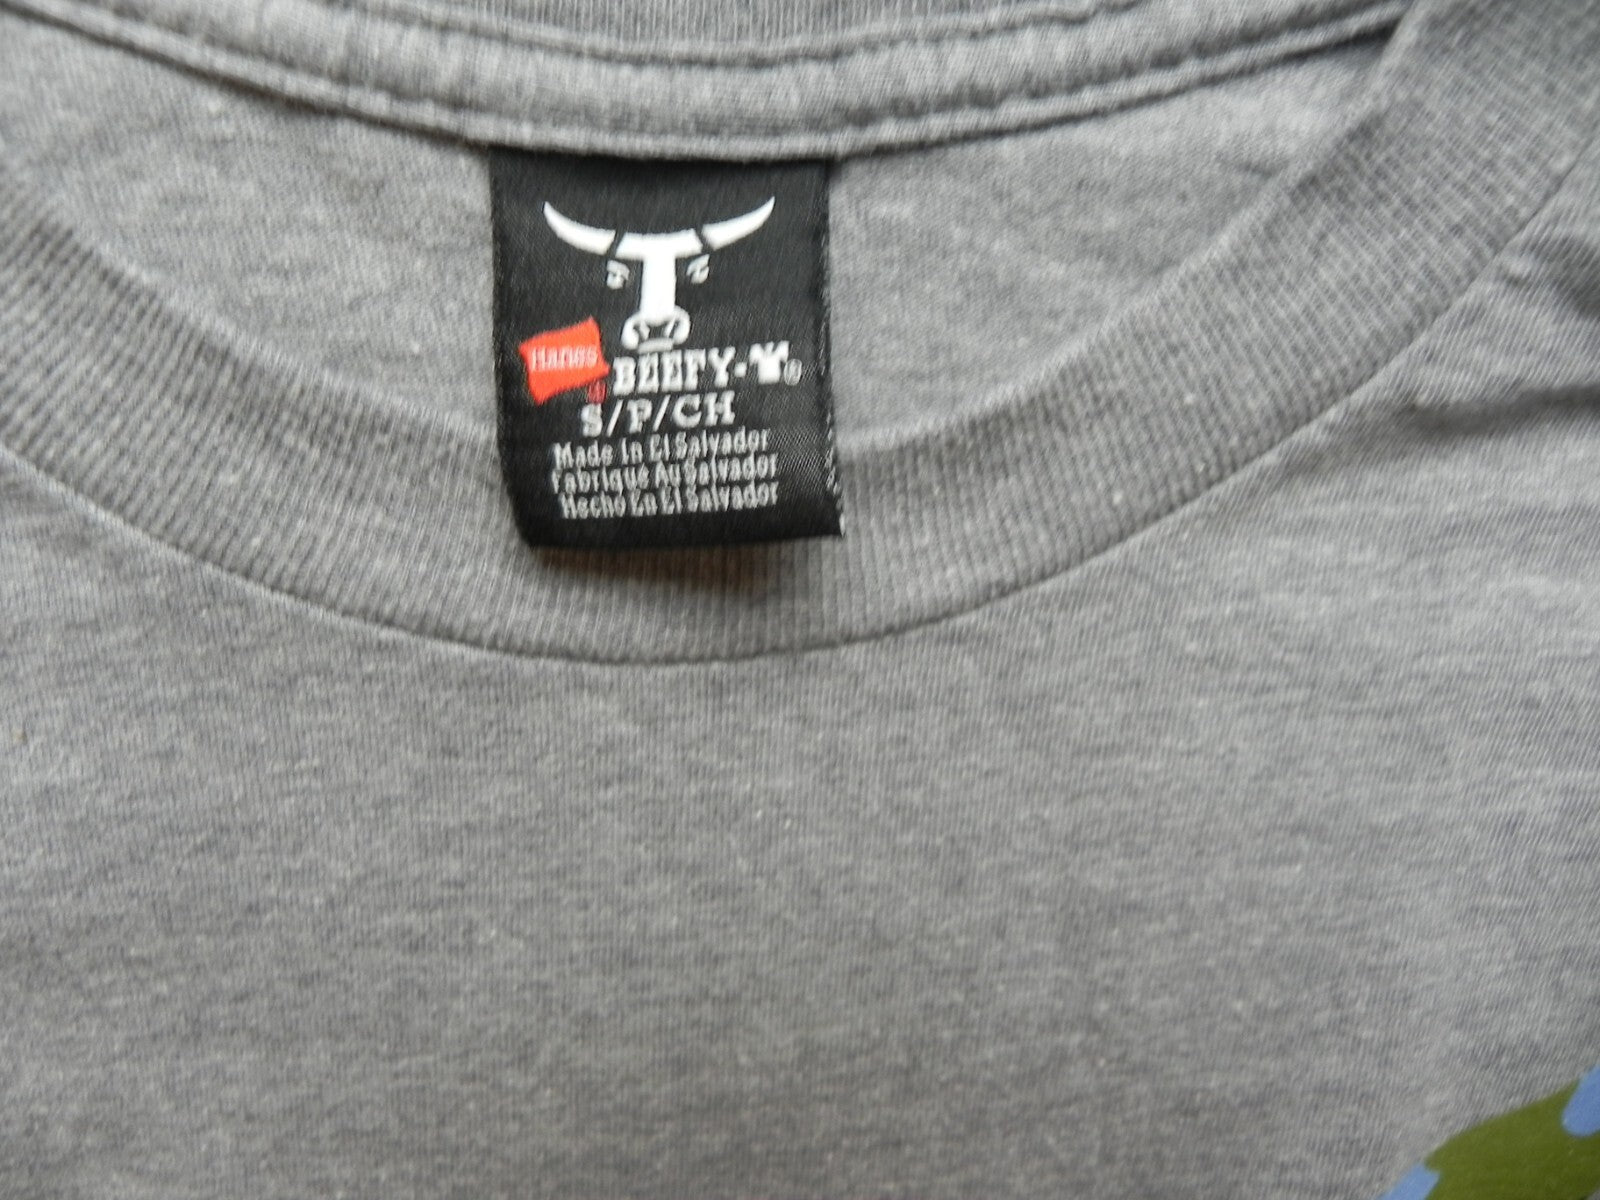 Hanes
BEEFY-T®
S/P/CH
Made in El Salvador
Fabriqué Au Salvador
Hecho En El Salvador